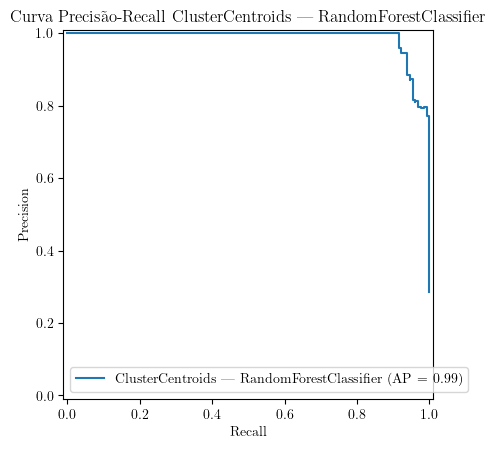 Curva Precisão-Recall ClusterCentroids — RandomForestClassifier
1.0
0.8
0.6
0.4
0.2
0.0
Precision
ClusterCentroids — RandomForestClassifier (AP = 0.99)
0.0 0.2 0.4 0.6 0.8 1.0
Recall